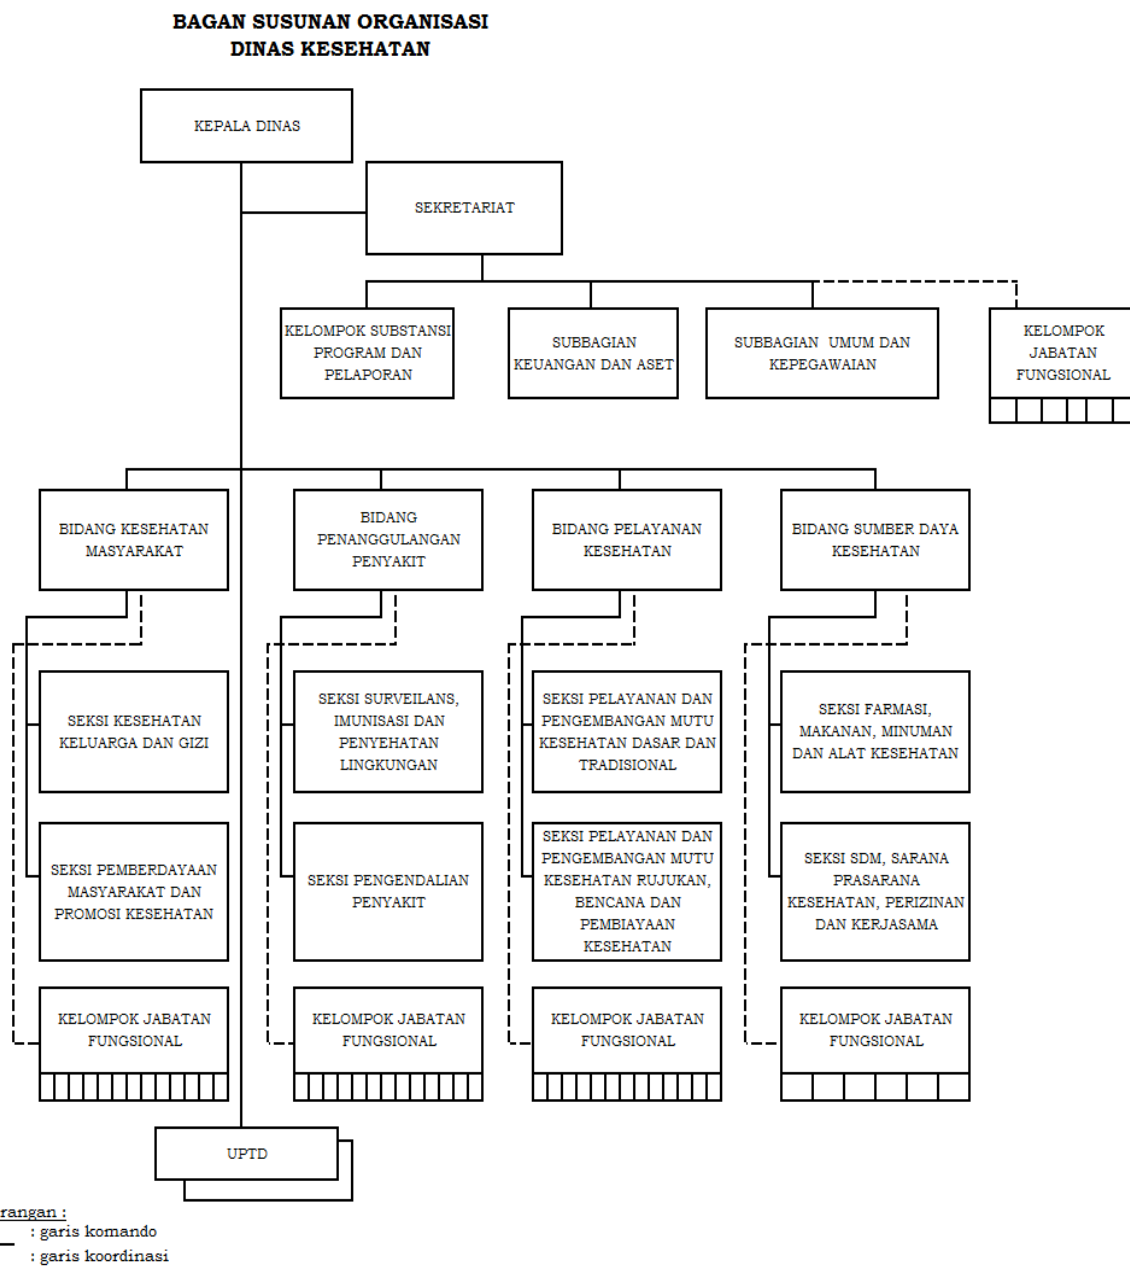 BAGAN SUSUNAN ORGANISASI
DINAS KESEHATAN
KEPALA DINAS
SEKRETARIAT
KELOMPOK SUBSTANSI
PROGRAM DAN
PELAPORAN
SUBBAGIAN
KEUANGAN DAN ASET
SUBBAGIAN UMUM DAN
KEPEGAWAIAN
KELOMPOK
JABATAN
FUNGSIONAL
BIDANG KESEHATAN
MASYARAKAT
BIDANG
PENANGGULANGAN
PENYAKIT
BIDANG PELAYANAN
KESEHATAN
BIDANG SUMBER DAYA
KESEHATAN
SEKSI KESEHATAN
KELUARGA DAN GIZI
SEKSI SURVEILANS,
IMUNISASI DAN
PENYEHATAN
LINGKUNGAN
SEKSI PELAYANAN DAN
PENGEMBANGAN MUTU
KESEHATAN DASAR DAN
TRADISIONAL
SEKSI FARMASI,
MAKANAN, MINUMAN
DAN ALAT KESEHATAN
SEKSI PEMBERDAYAAN
MASYARAKAT DAN
PROMOSI KESEHATAN
SEKSI PENGENDALIAN
PENYAKIT
SEKSI PELAYANAN DAN
PENGEMBANGAN MUTU
KESEHATAN RUJUKAN,
BENCANA DAN
PEMBIAYAAN
KESEHATAN
SEKSI SDM, SARANA
PRASARANA
KESEHATAN, PERIZINAN
DAN KERJASAMA
KELOMPOK JABATAN
FUNGSIONAL
KELOMPOK JABATAN
FUNGSIONAL
KELOMPOK JABATAN
FUNGSIONAL
KELOMPOK JABATAN
FUNGSIONAL
UPTD
rangan :
: garis komando
: garis koordinasi